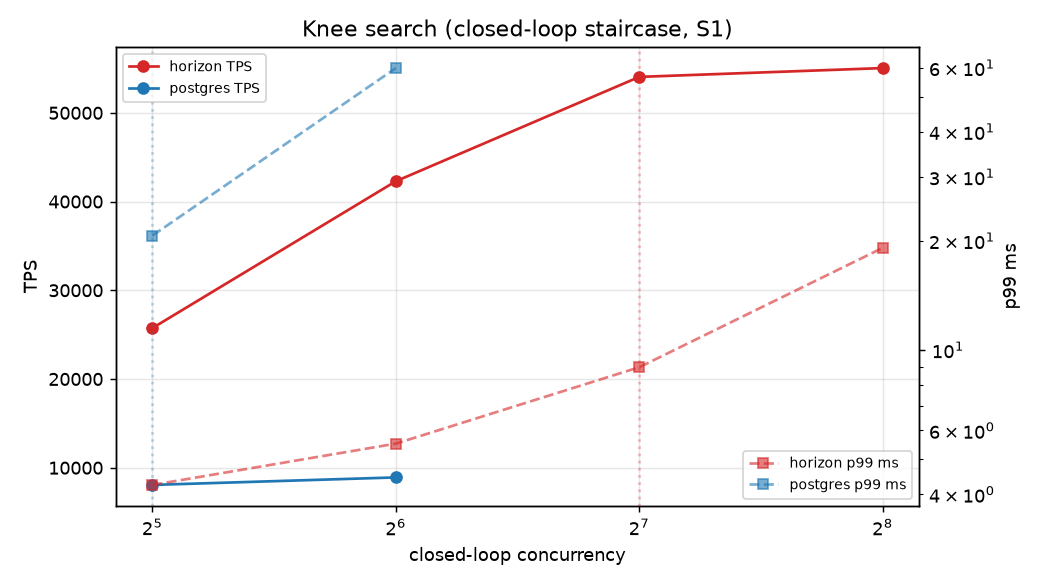 Knee search (closed-loop staircase, S1)
horizon TPS
postgres TPS
TPS
50000
40000
30000
20000
10000
6 × 10¹
4 × 10¹
3 × 10¹
2 × 10¹
10¹
6 × 10⁰
4 × 10⁰
p99 ms
horizon p99 ms
postgres p99 ms
2⁵ 2⁶ 2⁷ 2⁸
closed-loop concurrency